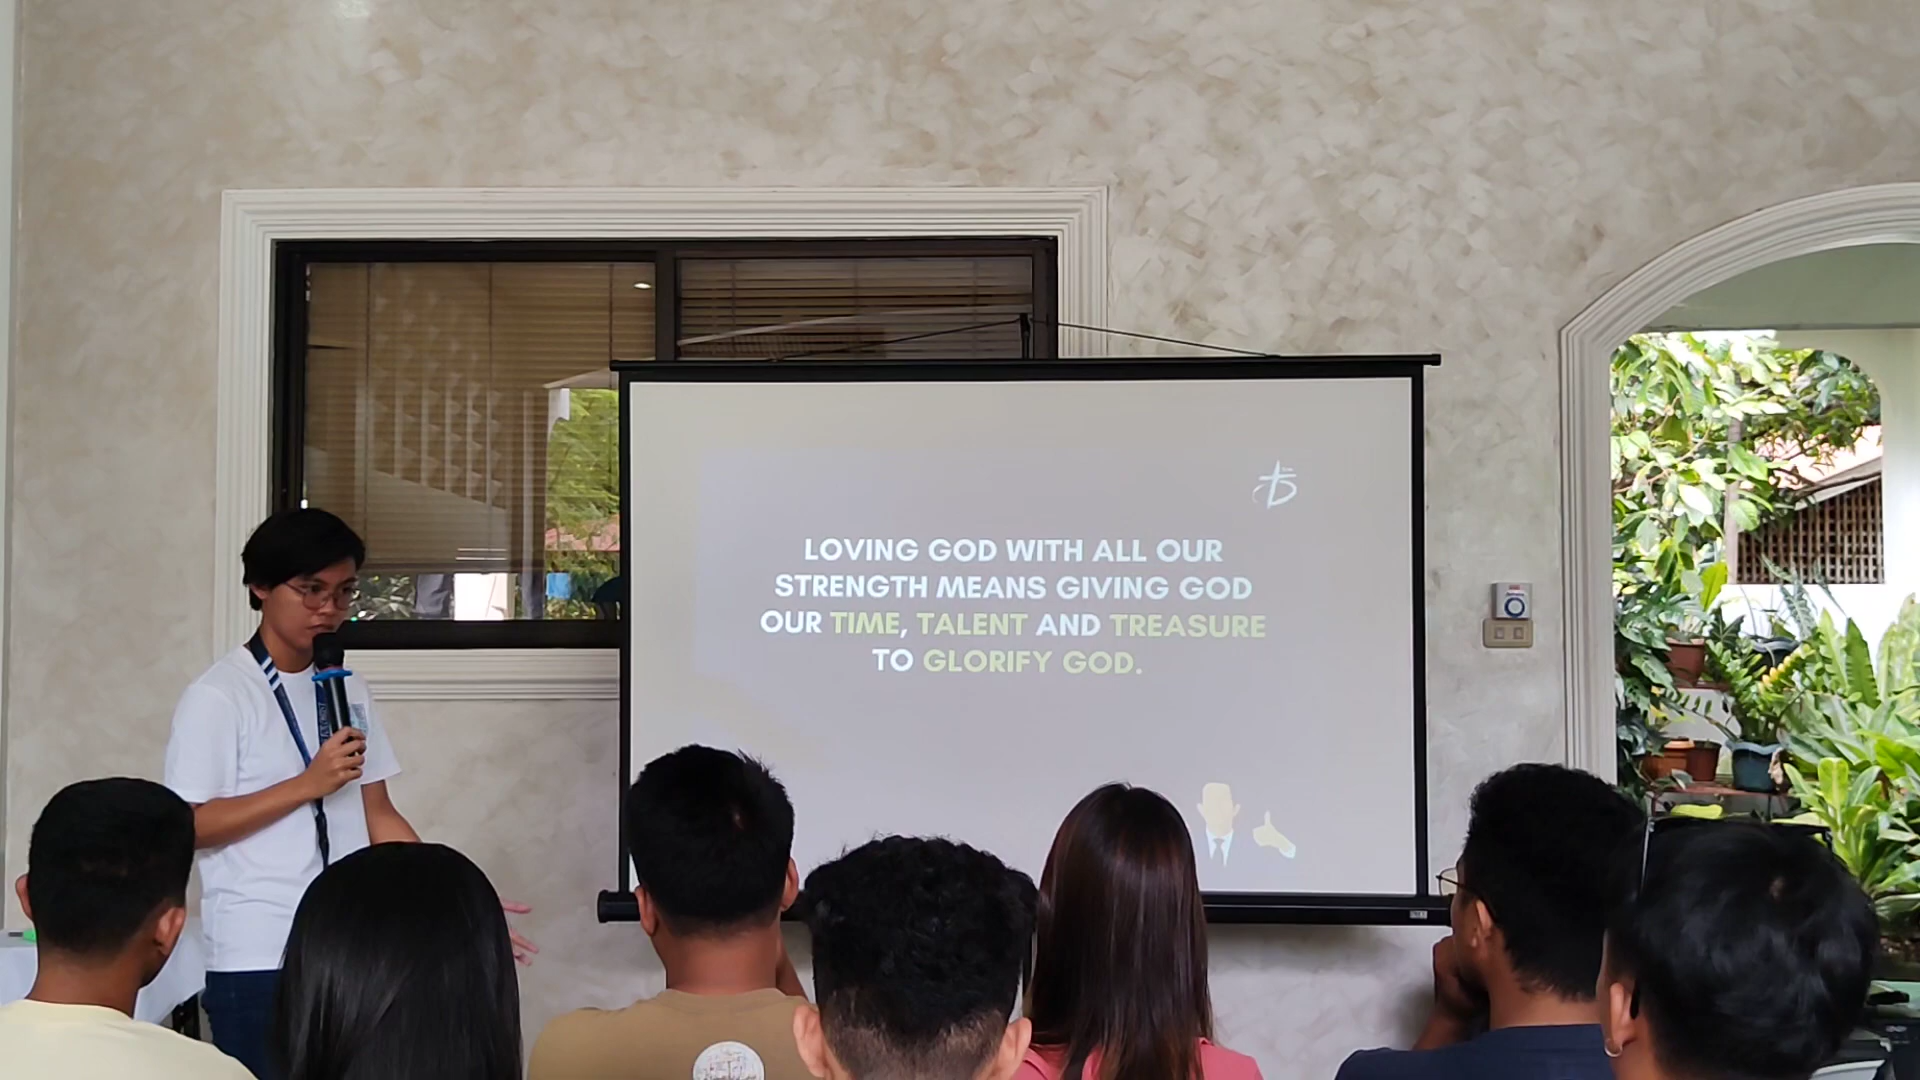 LOVING GOD WITH ALL OUR
STRENGTH MEANS GIVING GOD
OUR TIME, TALENT AND TREASURE
TO GLORIFY GOD.